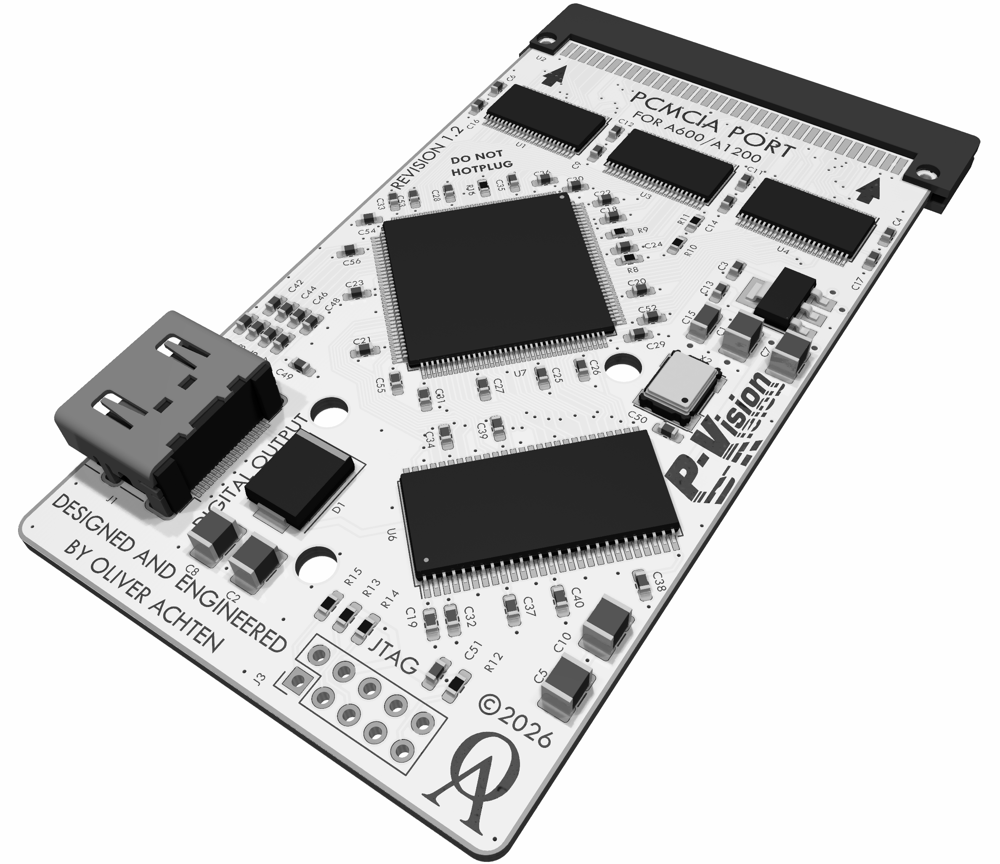 U2
C6
C16
U1
PCMCIA PORT
FOR A600/A1200
REVISION 1.2
DO NOT
HOTPLUG
C12
C9
U3
C11
C14
R11
R10
U4
C4
C17
C33
C53
C28
R16
C35
C36
C22
C18
R9
C24
R8
C20
C52
C29
C54
C56
C23
C21
C42
C44
C46
C48
C49
C55
C31
C27
U7
C25
C26
C34
C39
C3
C13
C15
C7
X2
C50
P-Vision
J1
DIGITAL OUTPUT
D1
U6
C8
C2
DESIGNED AND ENGINEERED
BY OLIVER ACHTEN
R15
R13
R14
C19
C32
C37
C40
C38
C10
C5
JTAG
J3
C51
R12
©2026
OA